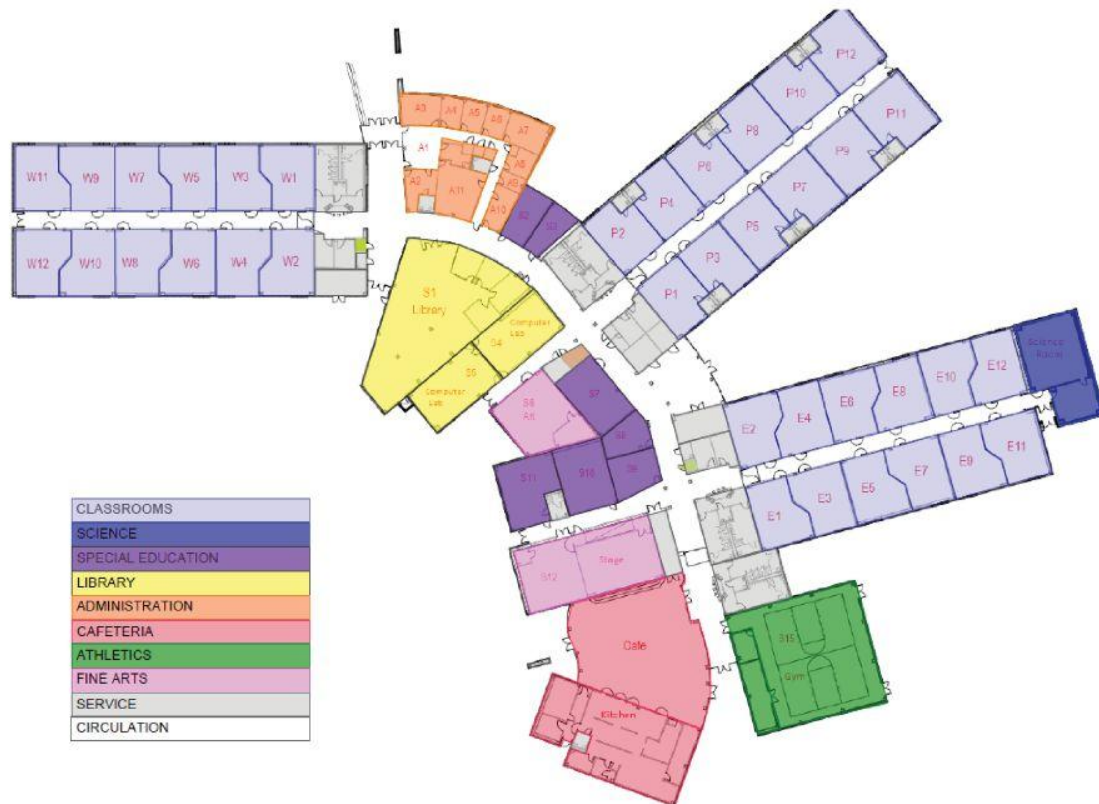 P12
P10
P11
A3
A4
A5
A6
A7
P8
P9
A1
P6
W11
W9
W7
W5
W3
W1
A5
P7
A2
A11
A9
P4
A10
S2
P5
S3
P2
P3
W12
W10
W8
W6
W4
W2
P1
S1
Library
S4
Computer
Lab
Science
Room
S5
Computer
Lab
E12
E10
E8
S7
E6
S6
Art
E4
E2
E11
S8
E9
S11
S10
S9
E7
E5
E3
E1
S12
Stage
S15
Gym
Café
Kitchen
CLASSROOMS
SCIENCE
SPECIAL EDUCATION
LIBRARY
ADMINISTRATION
CAFETERIA
ATHLETICS
FINE ARTS
SERVICE
CIRCULATION